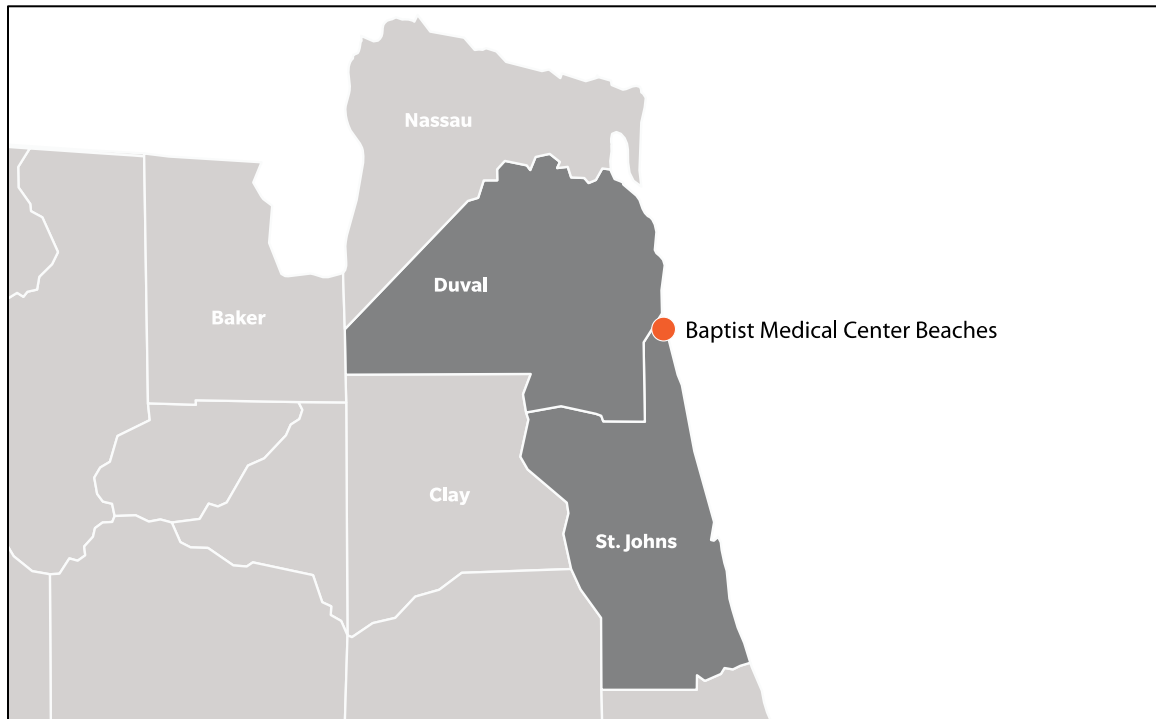 Nassau
Duval
Baker
Baptist Medical Center Beaches
Clay
St. Johns